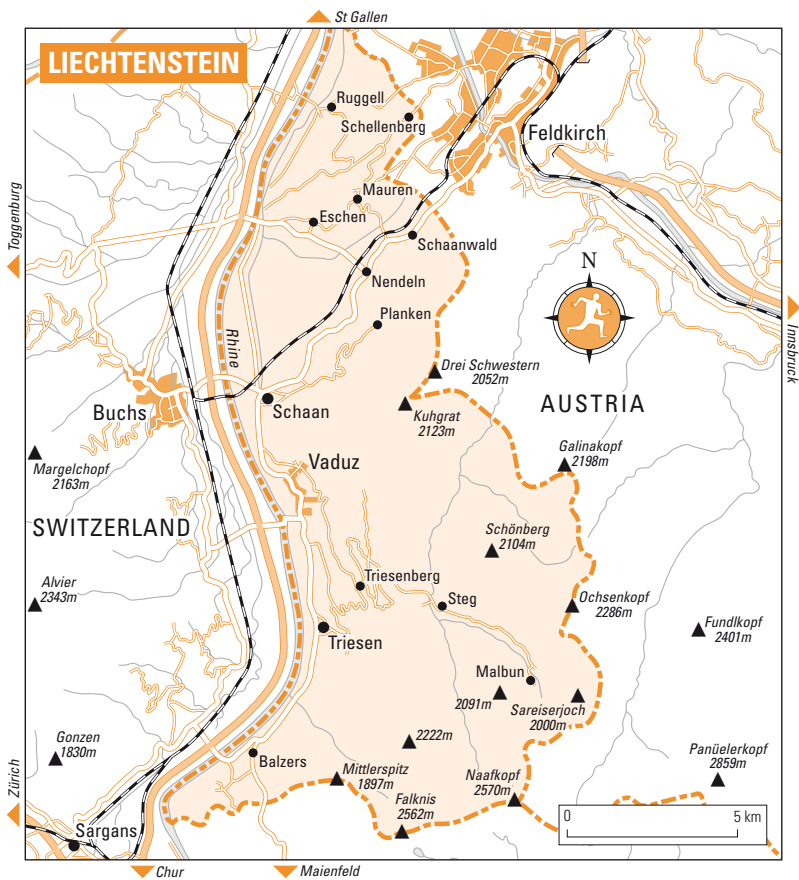 St Gallen
LIECHTENSTEIN
Ruggell
Schellenberg
Feldkirch
Mauren
Toggenburg
Eschen
Schaanwald
N
Nendeln
Planken
Rhine
Innsbruck
Drei Schwestern
2052m
Buchs
Schaan
Kuhgrat
2123m
AUSTRIA
Margelchopf
2163m
Vaduz
Galinakopf
2198m
SWITZERLAND
Schönberg
2104m
Alvier
2343m
Triesenberg
Steg
Ochsenkopf
2286m
Fundlkopf
2401m
Triesen
Malbun
2091m
Sareiserjoch
2000m
Gonzen
1830m
2222m
Balzers
Mittlerspitz
1897m
Naafkopf
2570m
Panüelerkopf
2859m
Zürich
Falknis
2562m
0
5 km
Sargans
Chur
Maienfeld